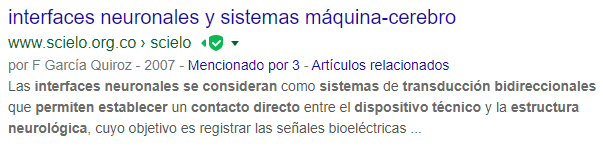 interfaces neuronales y sistemas máquina-cerebro
www.scielo.org.co › scielo
por F García Quiroz - 2007 - Mencionado por 3 - Artículos relacionados
Las interfaces neuronales se consideran como sistemas de transducción bidireccionales
que permiten establecer un contacto directo entre el dispositivo técnico y la estructura
neurológica, cuyo objetivo es registrar las señales bioeléctricas ...